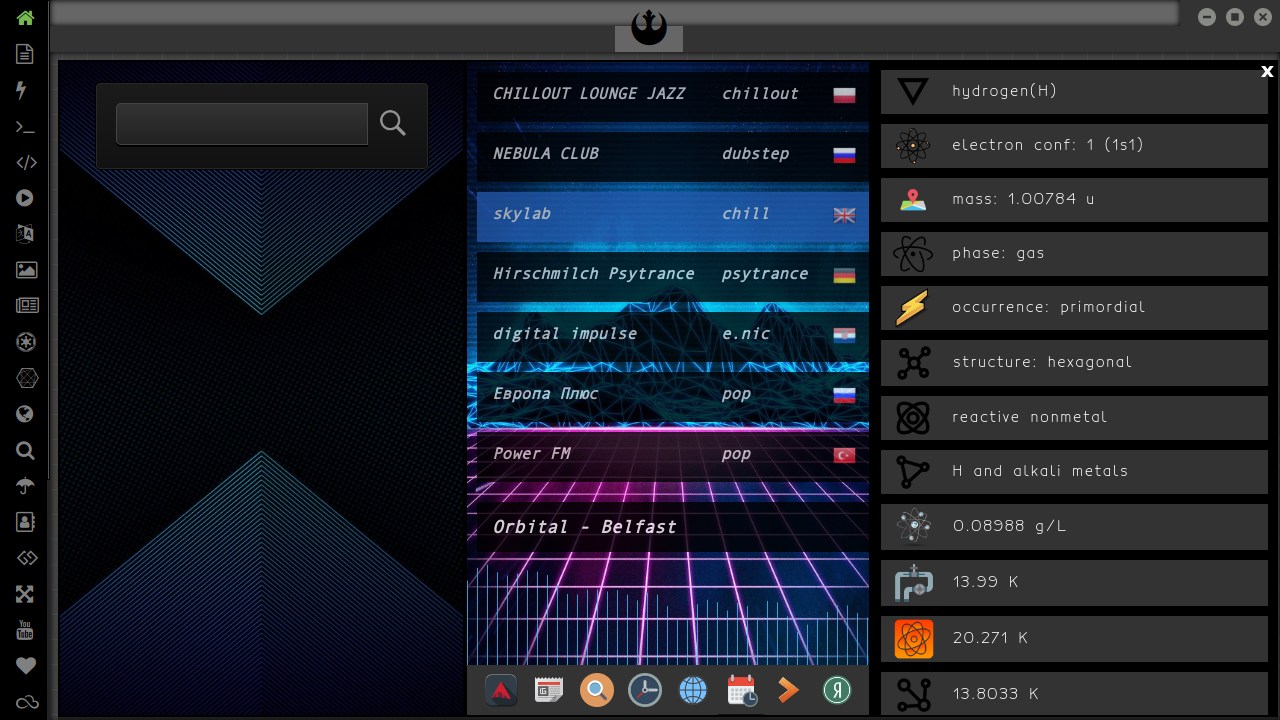 x
CHILLOUT LOUNGE JAZZ chillout
NEBULA CLUB dubstep
skylab chill
Hirschmilch Psytrance psytrance
digital impulse e.nic
Европа Плюс pop
Power FM pop
Orbital - Belfast
hydrogen(H)
electron conf: 1 (1s1)
mass: 1.00784 u
phase: gas
occurrence: primordial
structure: hexagonal
reactive nonmetal
H and alkali metals
0.08988 g/L
13.99 K
20.271 K
13.8033 K
You
Tube
Я